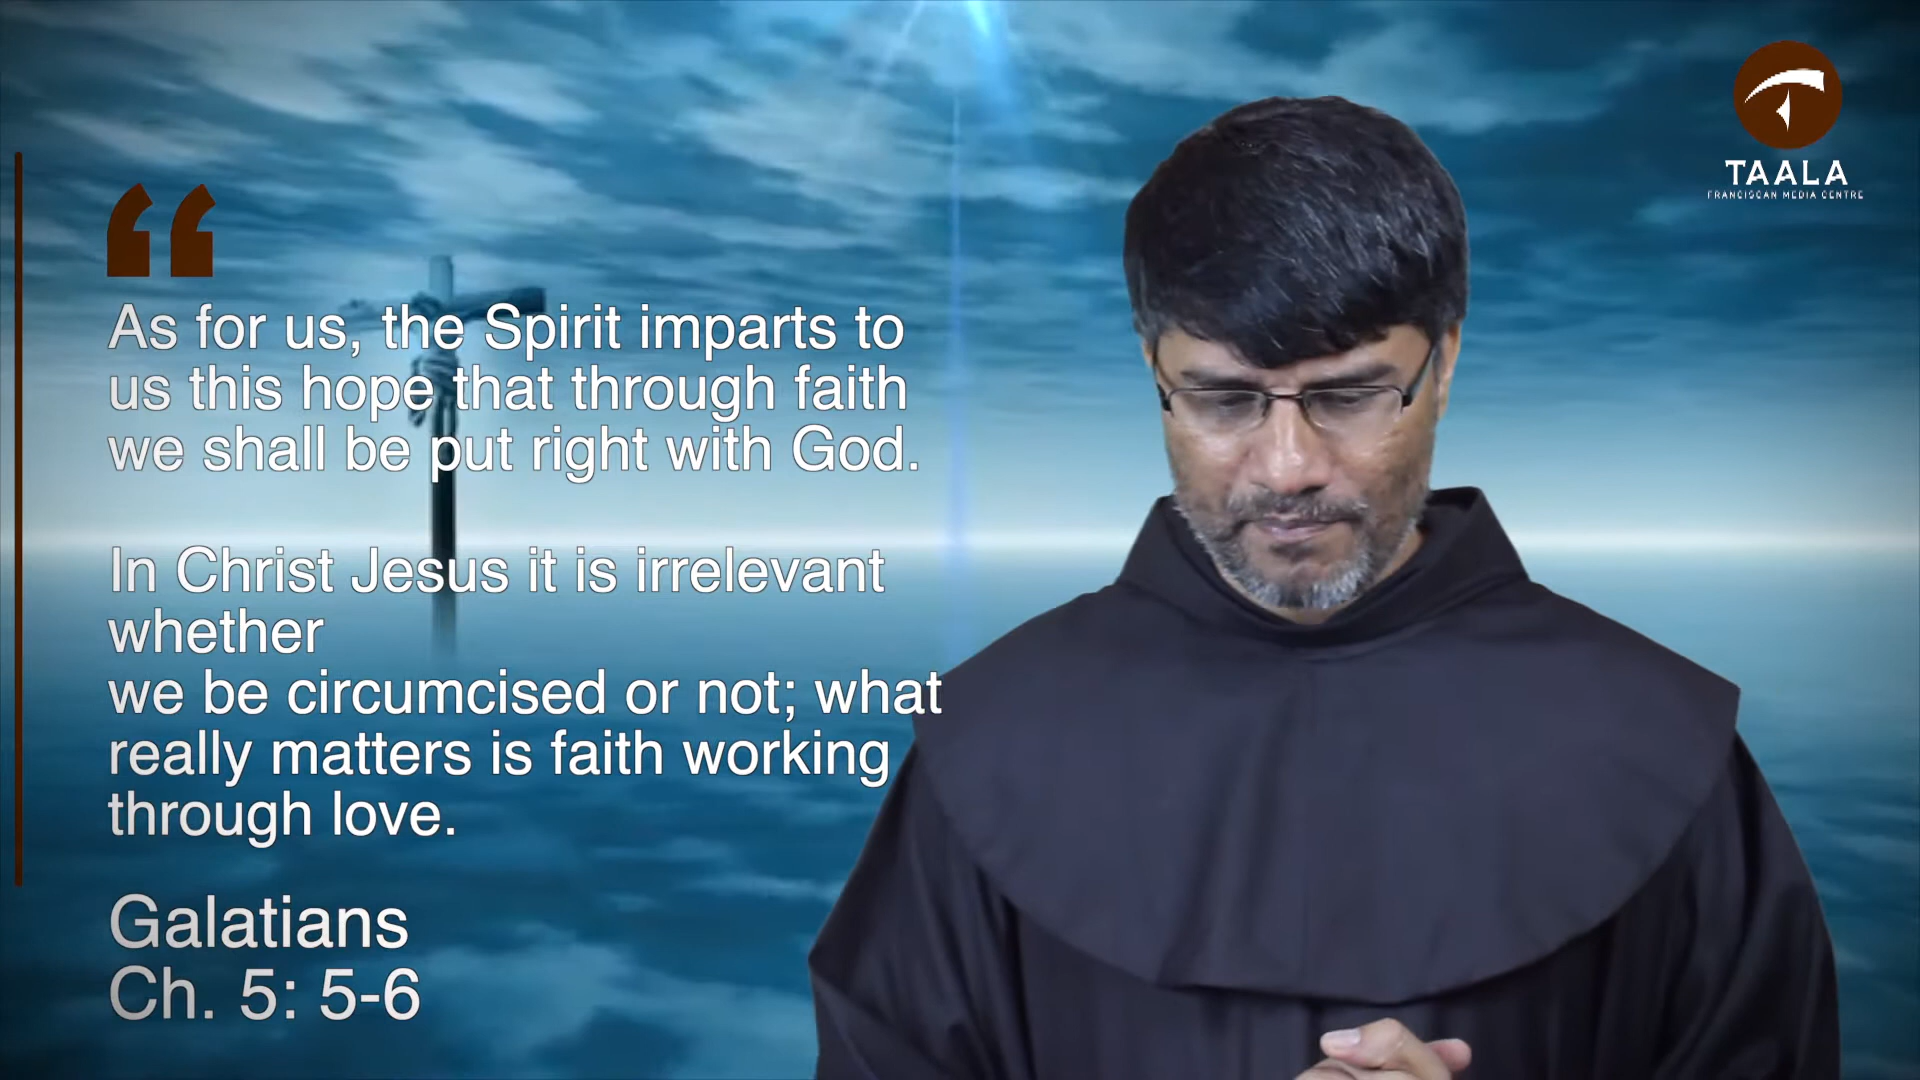 TAALA
FRANCISCAN MEDIA CENTRE
“
As for us, the Spirit imparts to
us this hope that through faith
we shall be put right with God.
In Christ Jesus it is irrelevant
whether
we be circumcised or not; what
really matters is faith working
through love.
Galatians
Ch. 5: 5-6